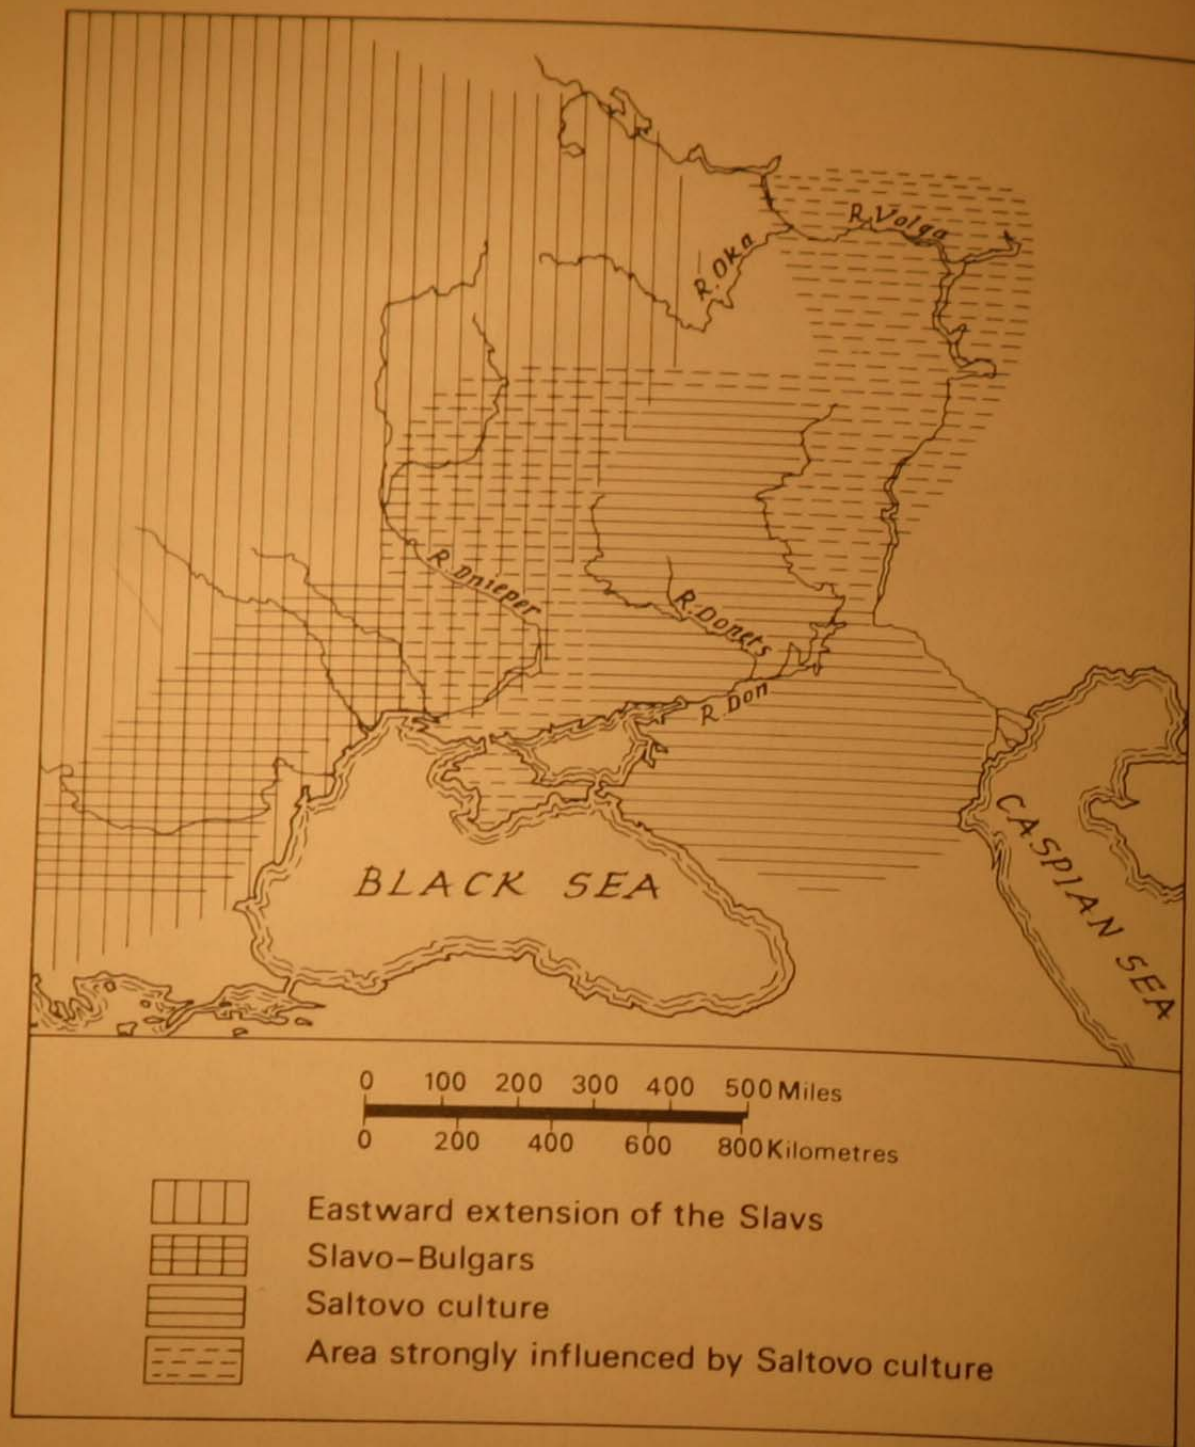 R. Volga
R. Oka
R. Dnieper
R. Donets
R. Don
BLACK SEA
CASPIAN SEA
0 100 200 300 400 500 Miles
0 200 400 600 800 Kilometres
Eastward extension of the Slavs
Slavo-Bulgars
Saltovo culture
Area strongly influenced by Saltovo culture